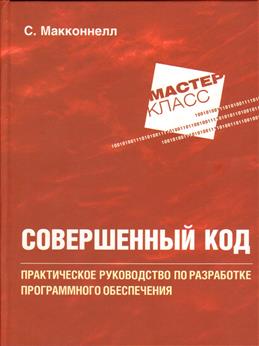 С. Макконнелл
МАСТЕР
КЛАСС
СОВЕРШЕННЫЙ КОД
ПРАКТИЧЕСКОЕ РУКОВОДСТВО ПО РАЗРАБОТКЕ
ПРОГРАММНОГО ОБЕСПЕЧЕНИЯ